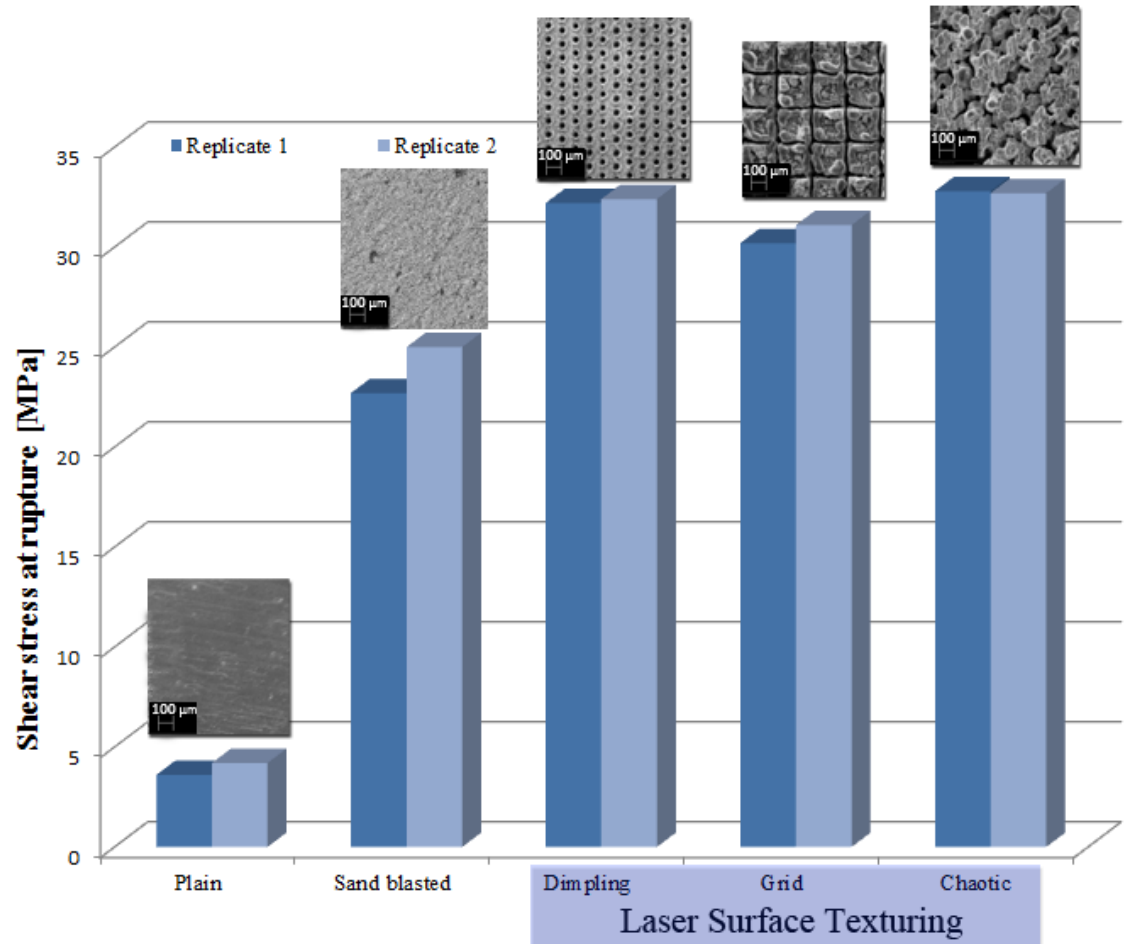 Replicate 1
Replicate 2
Shear stress at rupture [MPa]
35
30
25
20
15
10
5
0
100 µm
100 µm
100 µm
100 µm
100 µm
Plain
Sand blasted
Dimpling
Grid
Chaotic
Laser Surface Texturing